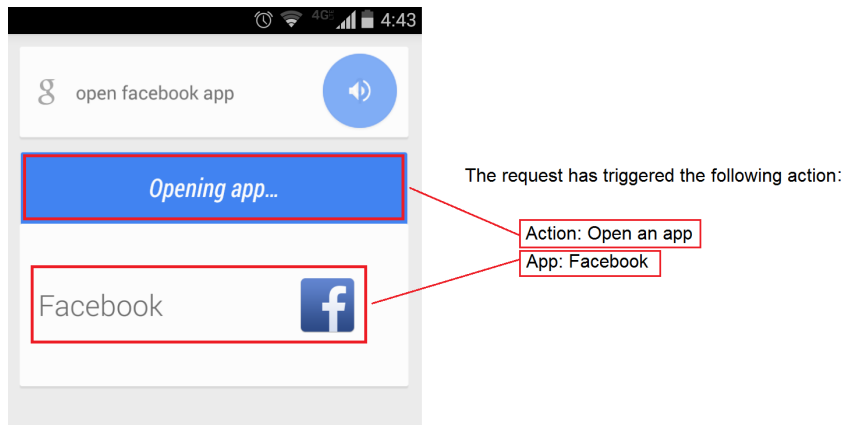 4G 4:43
g open facebook app
Opening app...
Facebook f
The request has triggered the following action:
Action: Open an app
App: Facebook